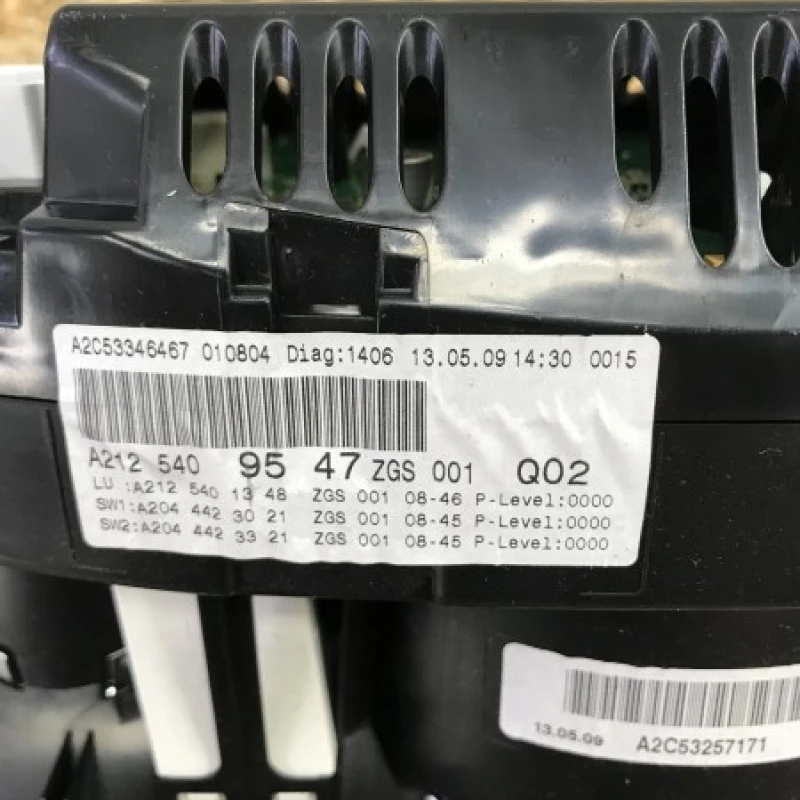 A2C53346467 010804 Diag:1406 13.05.09 14:30 0015
A212 540 95 47 ZGS 001 Q02
LU :A212 540 13 48 ZGS 001 08-46 P-Level:0000
SW1:A204 442 30 21 ZGS 001 08-45 P-Level:0000
SW2:A204 442 33 21 ZGS 001 08-45 P-Level:0000
13.05.09 A2C53257171